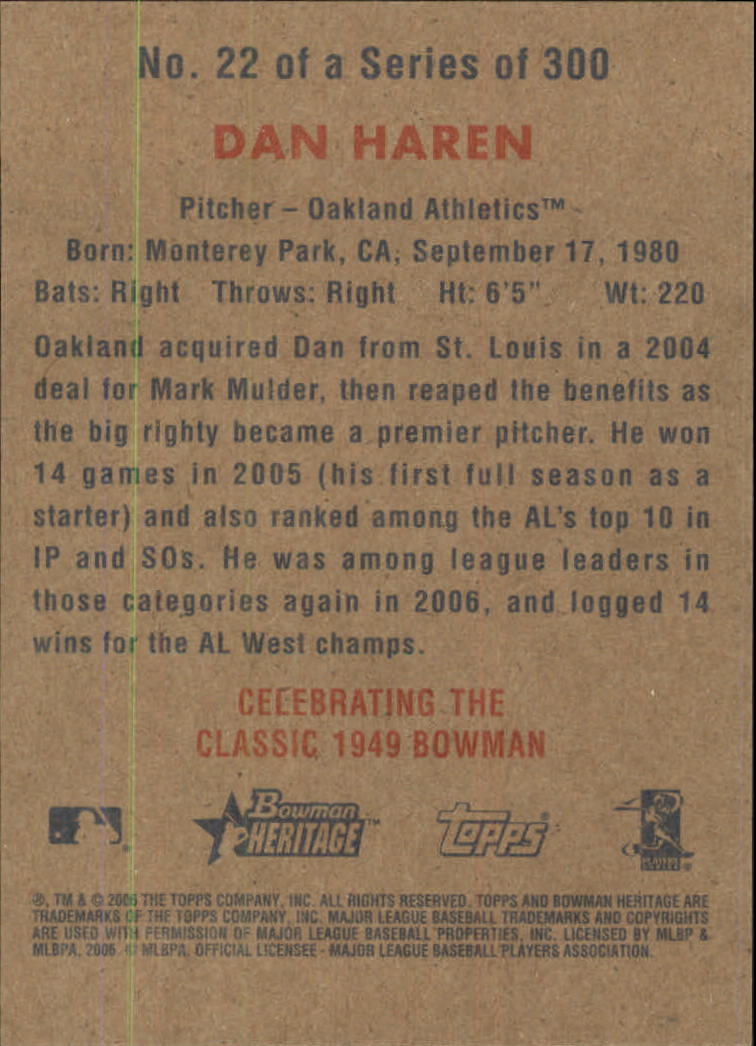 No. 22 of a Series of 300
DAN HAREN
Pitcher – Oakland Athletics™
Born: Monterey Park, CA, September 17, 1980
Bats: Right Throws: Right Ht: 6'5" Wt: 220
Oakland acquired Dan from St. Louis in a 2004
deal for Mark Mulder, then reaped the benefits as
the big righty became a premier pitcher. He won
14 games in 2005 (his first full season as a
starter) and also ranked among the AL's top 10 in
IP and SOs. He was among league leaders in
those categories again in 2006, and logged 14
wins for the AL West champs.
CELEBRATING THE
CLASSIC 1949 BOWMAN
Bowman
HERITAGE™
Topps®
PLAYERS
CHOICE
®, TM & © 2006 THE TOPPS COMPANY, INC. ALL RIGHTS RESERVED. TOPPS AND BOWMAN HERITAGE ARE
TRADEMARKS OF THE TOPPS COMPANY, INC. MAJOR LEAGUE BASEBALL TRADEMARKS AND COPYRIGHTS
ARE USED WITH PERMISSION OF MAJOR LEAGUE BASEBALL PROPERTIES, INC. LICENSED BY MLBP &
MLBPA, 2006. © MLBPA. OFFICIAL LICENSEE - MAJOR LEAGUE BASEBALL PLAYERS ASSOCIATION.